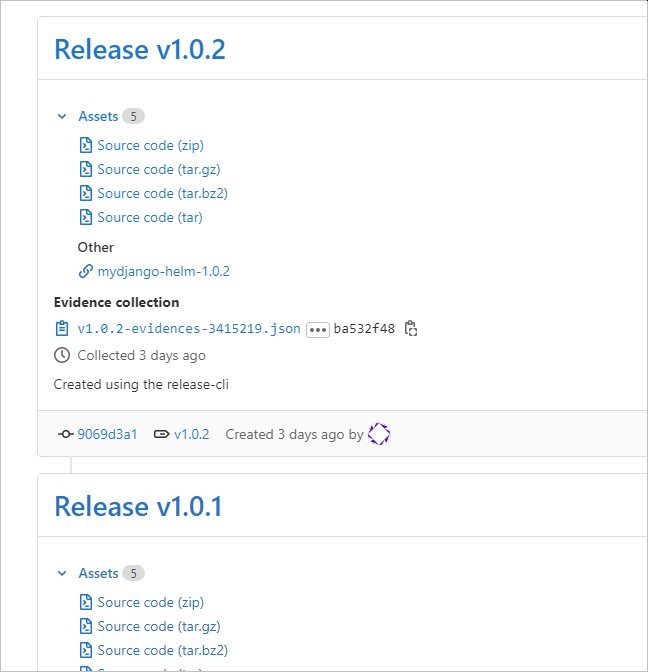 Release v1.0.2
Assets 5
Source code (zip)
Source code (tar.gz)
Source code (tar.bz2)
Source code (tar)
Other
mydjango-helm-1.0.2
Evidence collection
v1.0.2-evidences-3415219.json ••• ba532f48
Collected 3 days ago
Created using the release-cli
9069d3a1 v1.0.2 Created 3 days ago by
Release v1.0.1
Assets 5
Source code (zip)
Source code (tar.gz)
Source code (tar.bz2)